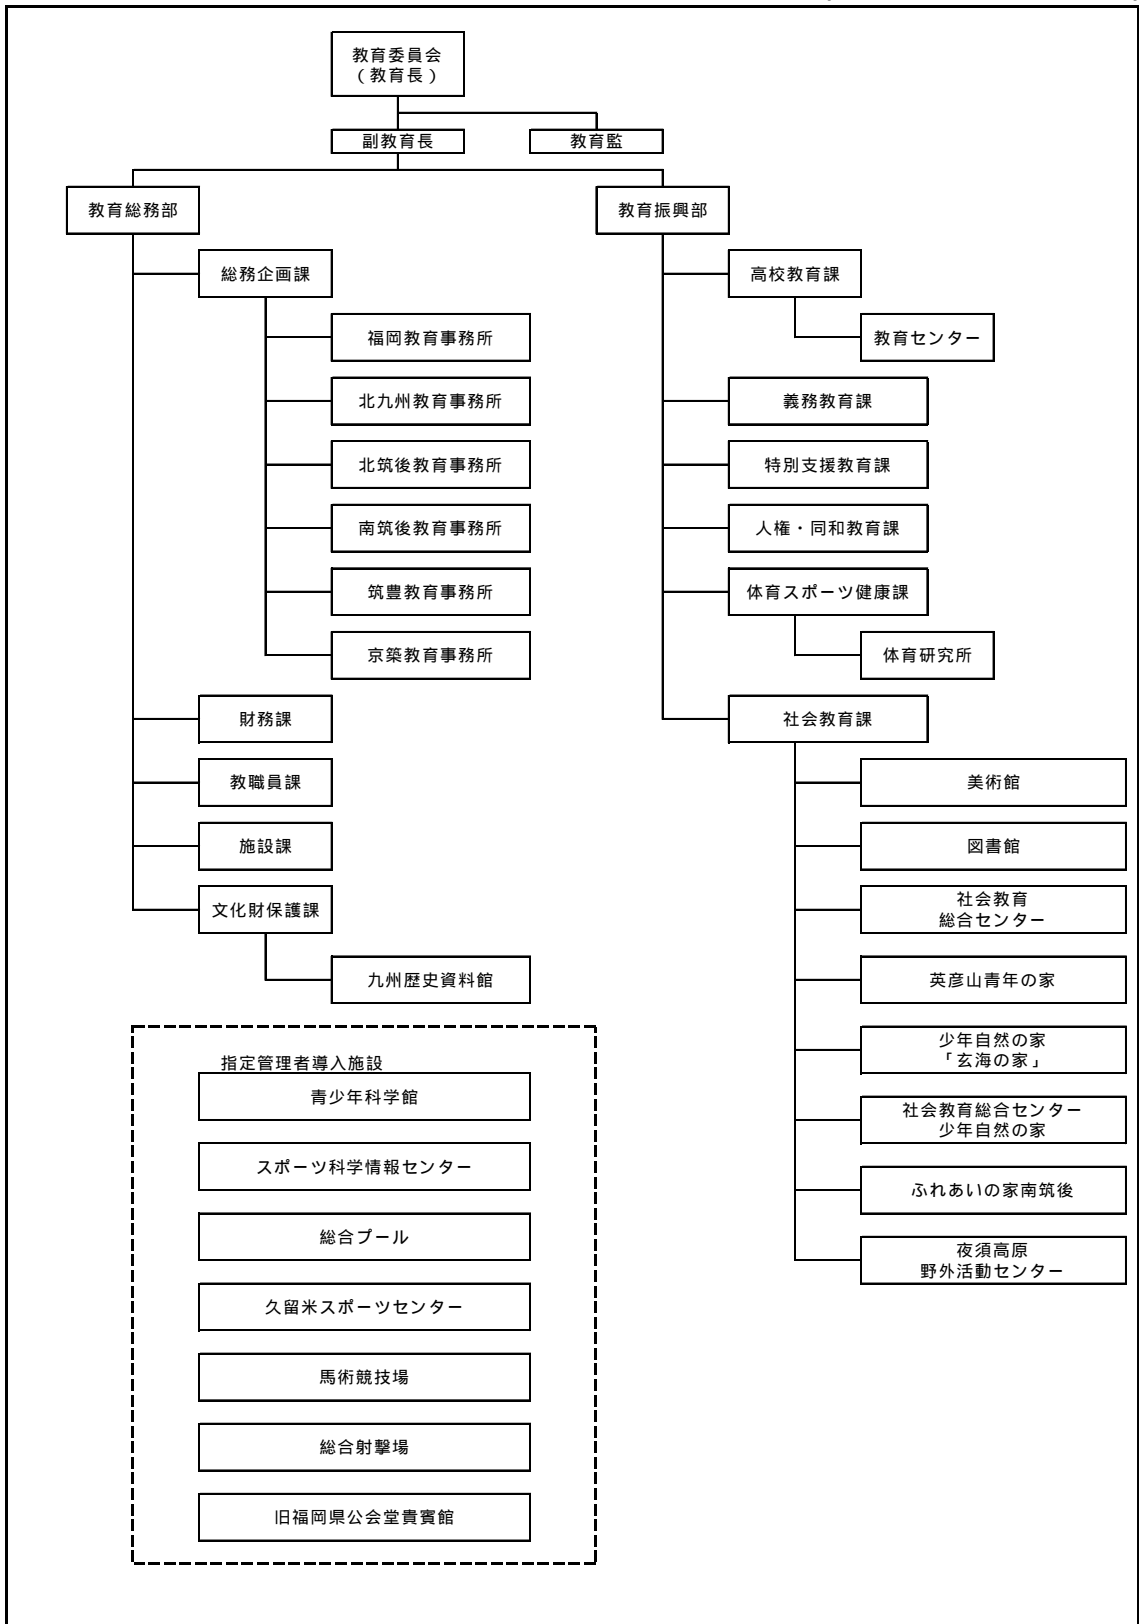 教育委員会
（教育長）
副教育長
教育監
教育総務部
教育振興部
総務企画課
高校教育課
福岡教育事務所
教育センター
北九州教育事務所
義務教育課
北筑後教育事務所
特別支援教育課
南筑後教育事務所
人権・同和教育課
筑豊教育事務所
体育スポーツ健康課
京築教育事務所
体育研究所
財務課
社会教育課
教職員課
美術館
施設課
図書館
文化財保護課
社会教育
総合センター
九州歴史資料館
英彦山青年の家
少年自然の家
「玄海の家」
指定管理者導入施設
青少年科学館
社会教育総合センター
少年自然の家
スポーツ科学情報センター
ふれあいの家南筑後
総合プール
夜須高原
野外活動センター
久留米スポーツセンター
馬術競技場
総合射撃場
旧福岡県公会堂貴賓館